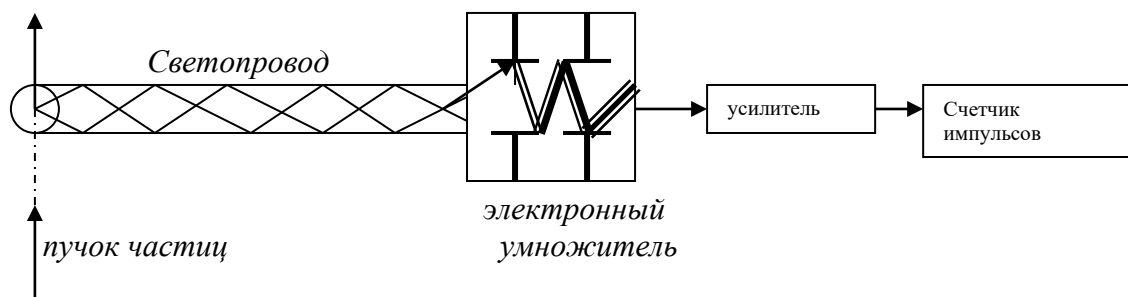 Светопровод
усилитель
Счетчик
импульсов
электронный
умножитель
пучок частиц